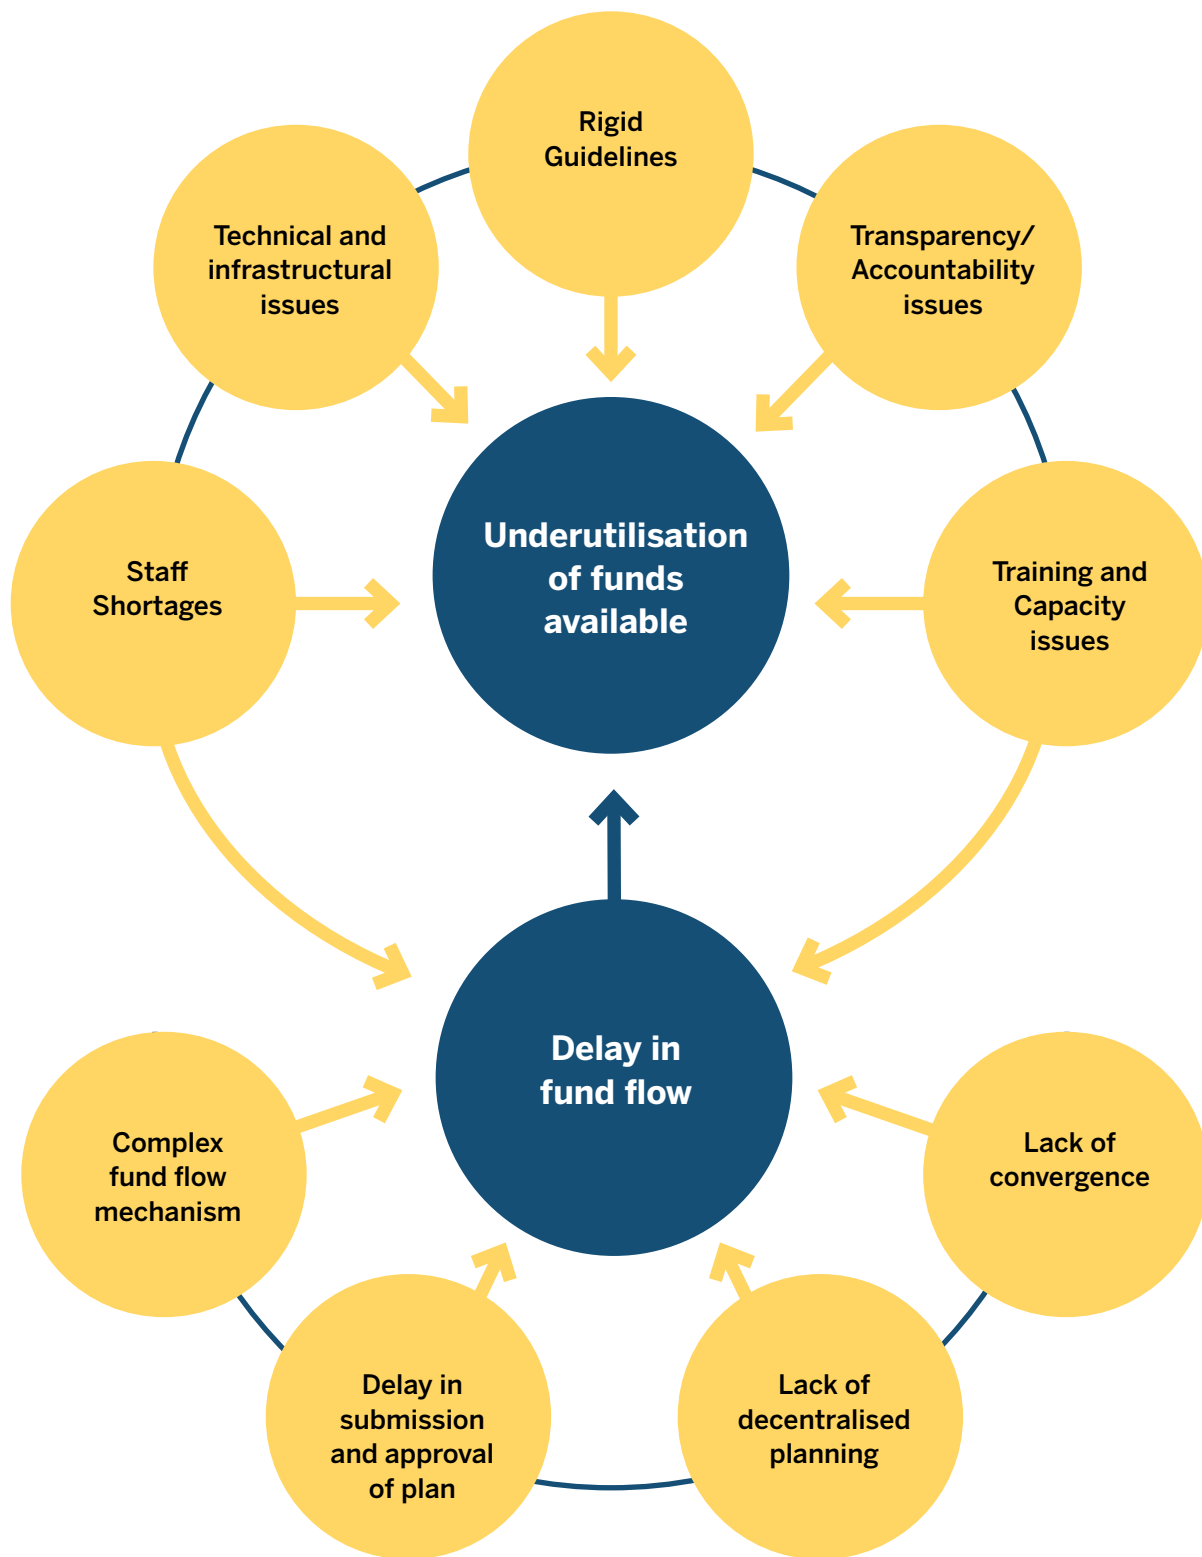 Rigid
Guidelines
Technical and
infrastructural
issues
Transparency/
Accountability
issues
Underutilisation
of funds
available
Staff
Shortages
Training and
Capacity
issues
Delay in
fund flow
Complex
fund flow
mechanism
Lack of
convergence
Delay in
submission
and approval
of plan
Lack of
decentralised
planning